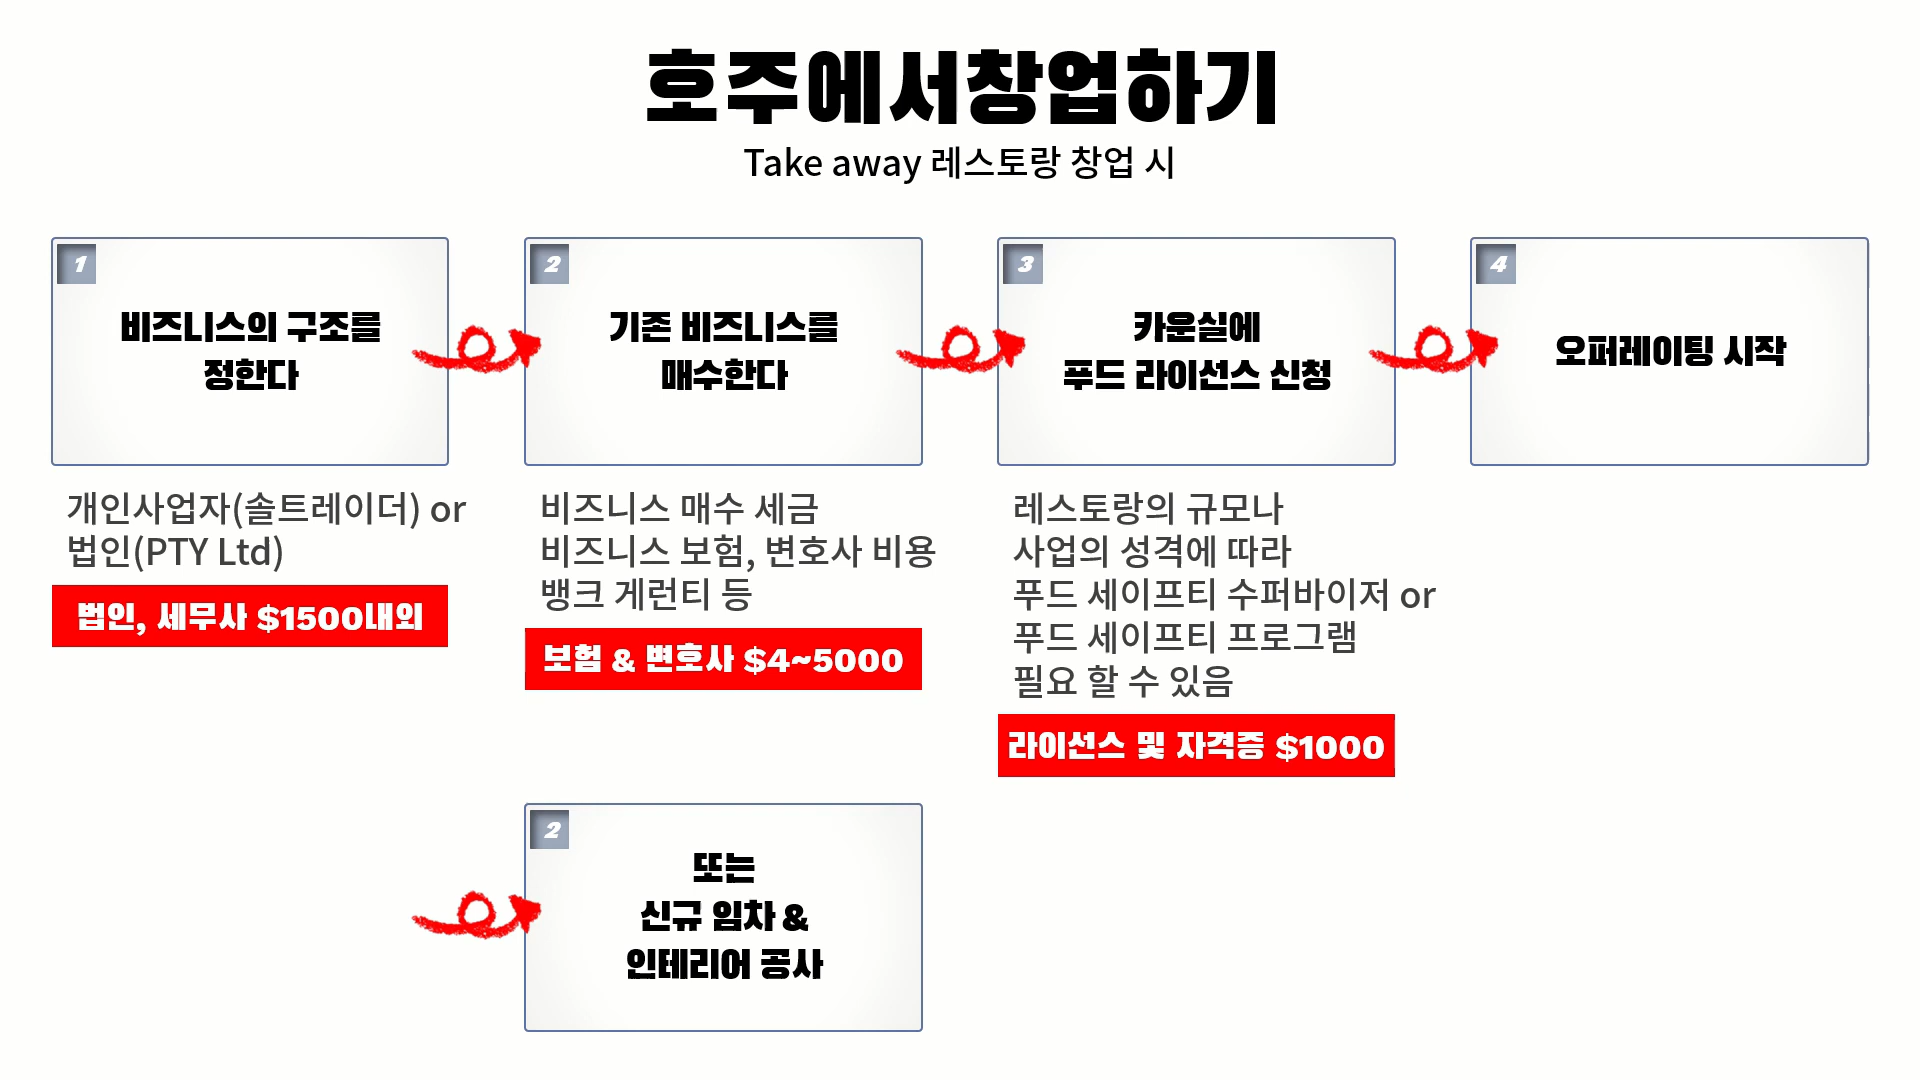 호주에서창업하기
Take away 레스토랑 창업 시
1
비즈니스의 구조를
정한다
개인사업자(솔트레이더) or
법인(PTY Ltd)
법인, 세무사 $1500내외
2
기존 비즈니스를
매수한다
비즈니스 매수 세금
비즈니스 보험, 변호사 비용
뱅크 게런티 등
보험 & 변호사 $4~5000
3
카운실에
푸드 라이선스 신청
레스토랑의 규모나
사업의 성격에 따라
푸드 세이프티 수퍼바이저 or
푸드 세이프티 프로그램
필요 할 수 있음
라이선스 및 자격증 $1000
4
오퍼레이팅 시작
2
또는
신규 임차 &
인테리어 공사